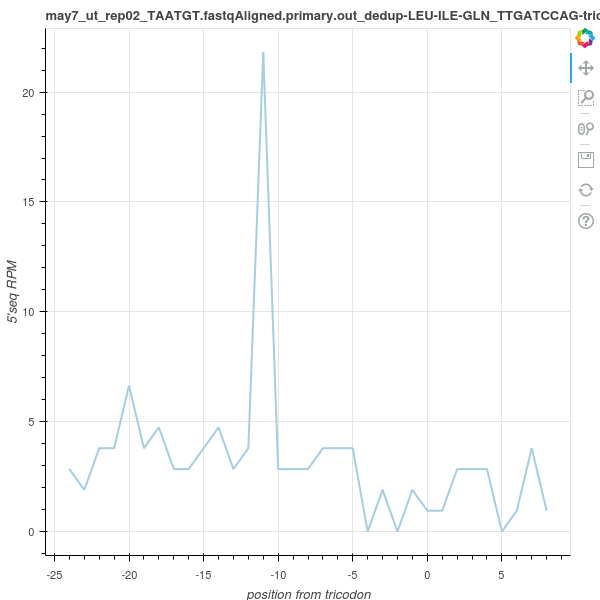 may7_ut_rep02_TAATGT.fastqAligned.primary.out_dedup-LEU-ILE-GLN_TTGATCCAG-tric
20
15
10
5
0
5'seq RPM
-25 -20 -15 -10 -5 0 5
position from tricodon